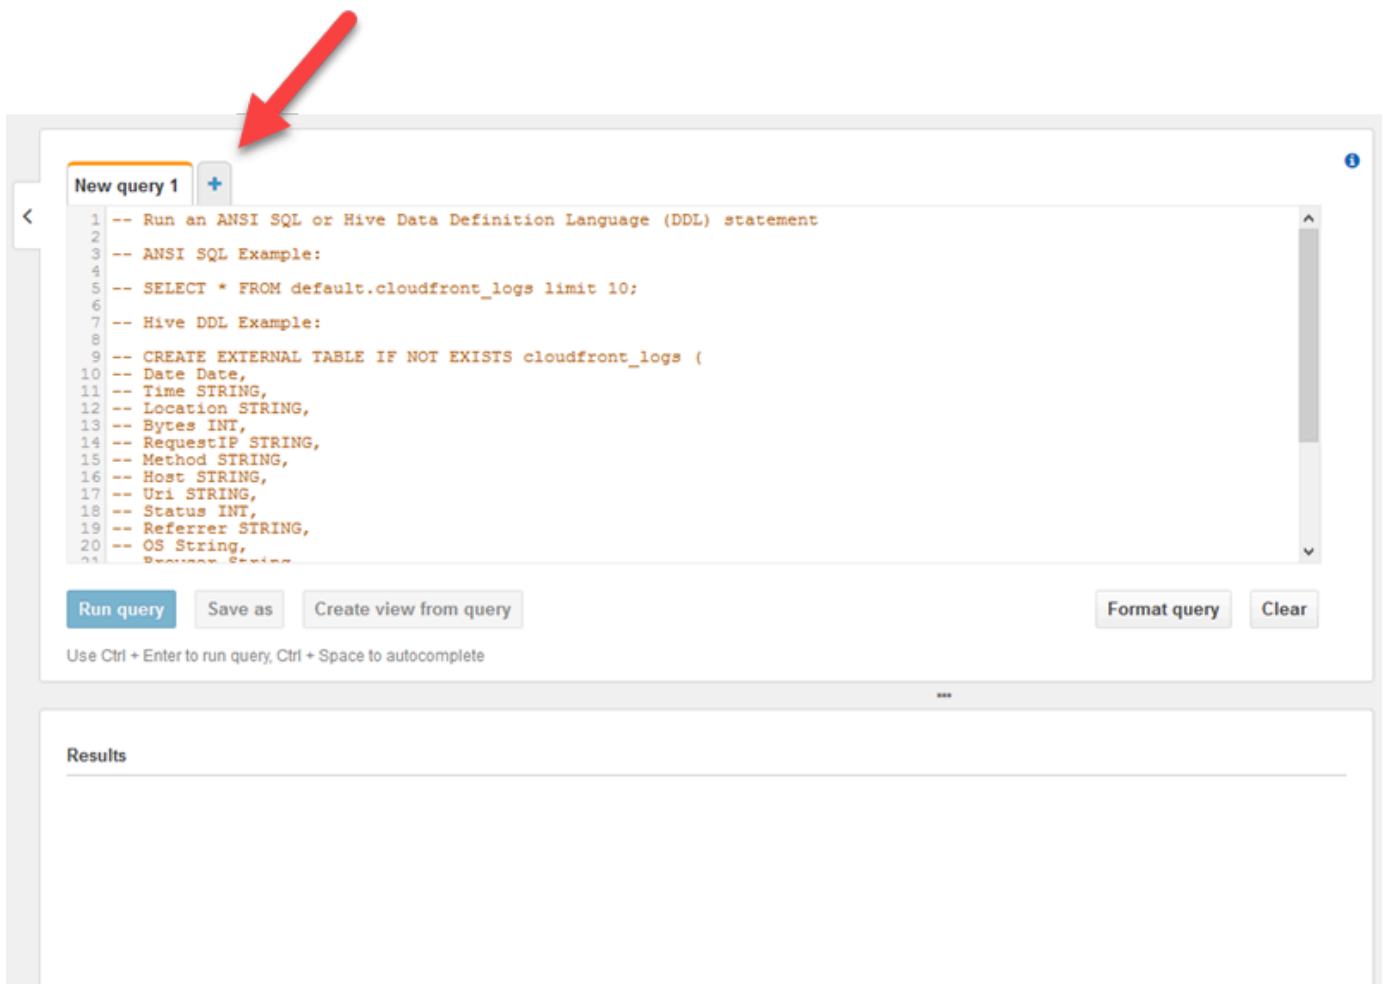 New query 1 +
1 -- Run an ANSI SQL or Hive Data Definition Language (DDL) statement
2
3 -- ANSI SQL Example:
4
5 -- SELECT * FROM default.cloudfront_logs limit 10;
6
7 -- Hive DDL Example:
8
9 -- CREATE EXTERNAL TABLE IF NOT EXISTS cloudfront_logs (
10 -- Date Date,
11 -- Time STRING,
12 -- Location STRING,
13 -- Bytes INT,
14 -- RequestIP STRING,
15 -- Method STRING,
16 -- Host STRING,
17 -- Uri STRING,
18 -- Status INT,
19 -- Referrer STRING,
20 -- OS String,
21 -- Browser String
Run query Save as Create view from query Format query Clear
Use Ctrl + Enter to run query, Ctrl + Space to autocomplete
Results